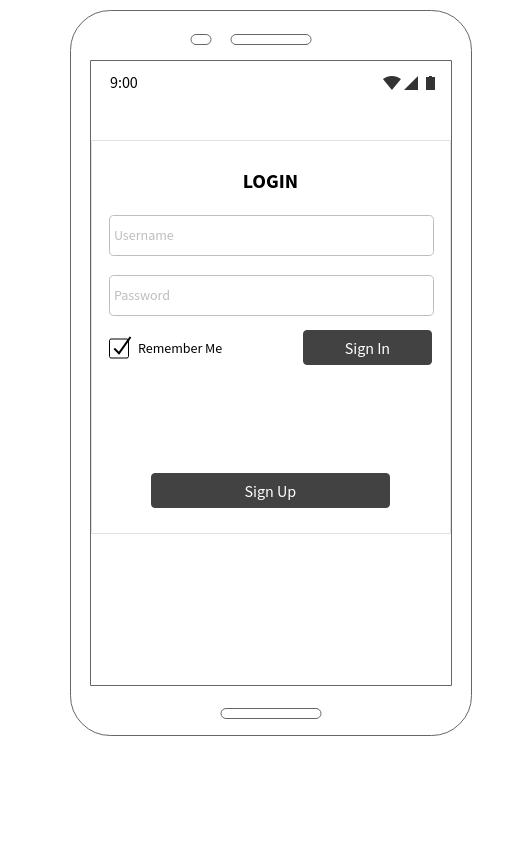 9:00
LOGIN
Username
Password
Remember Me
Sign In
Sign Up